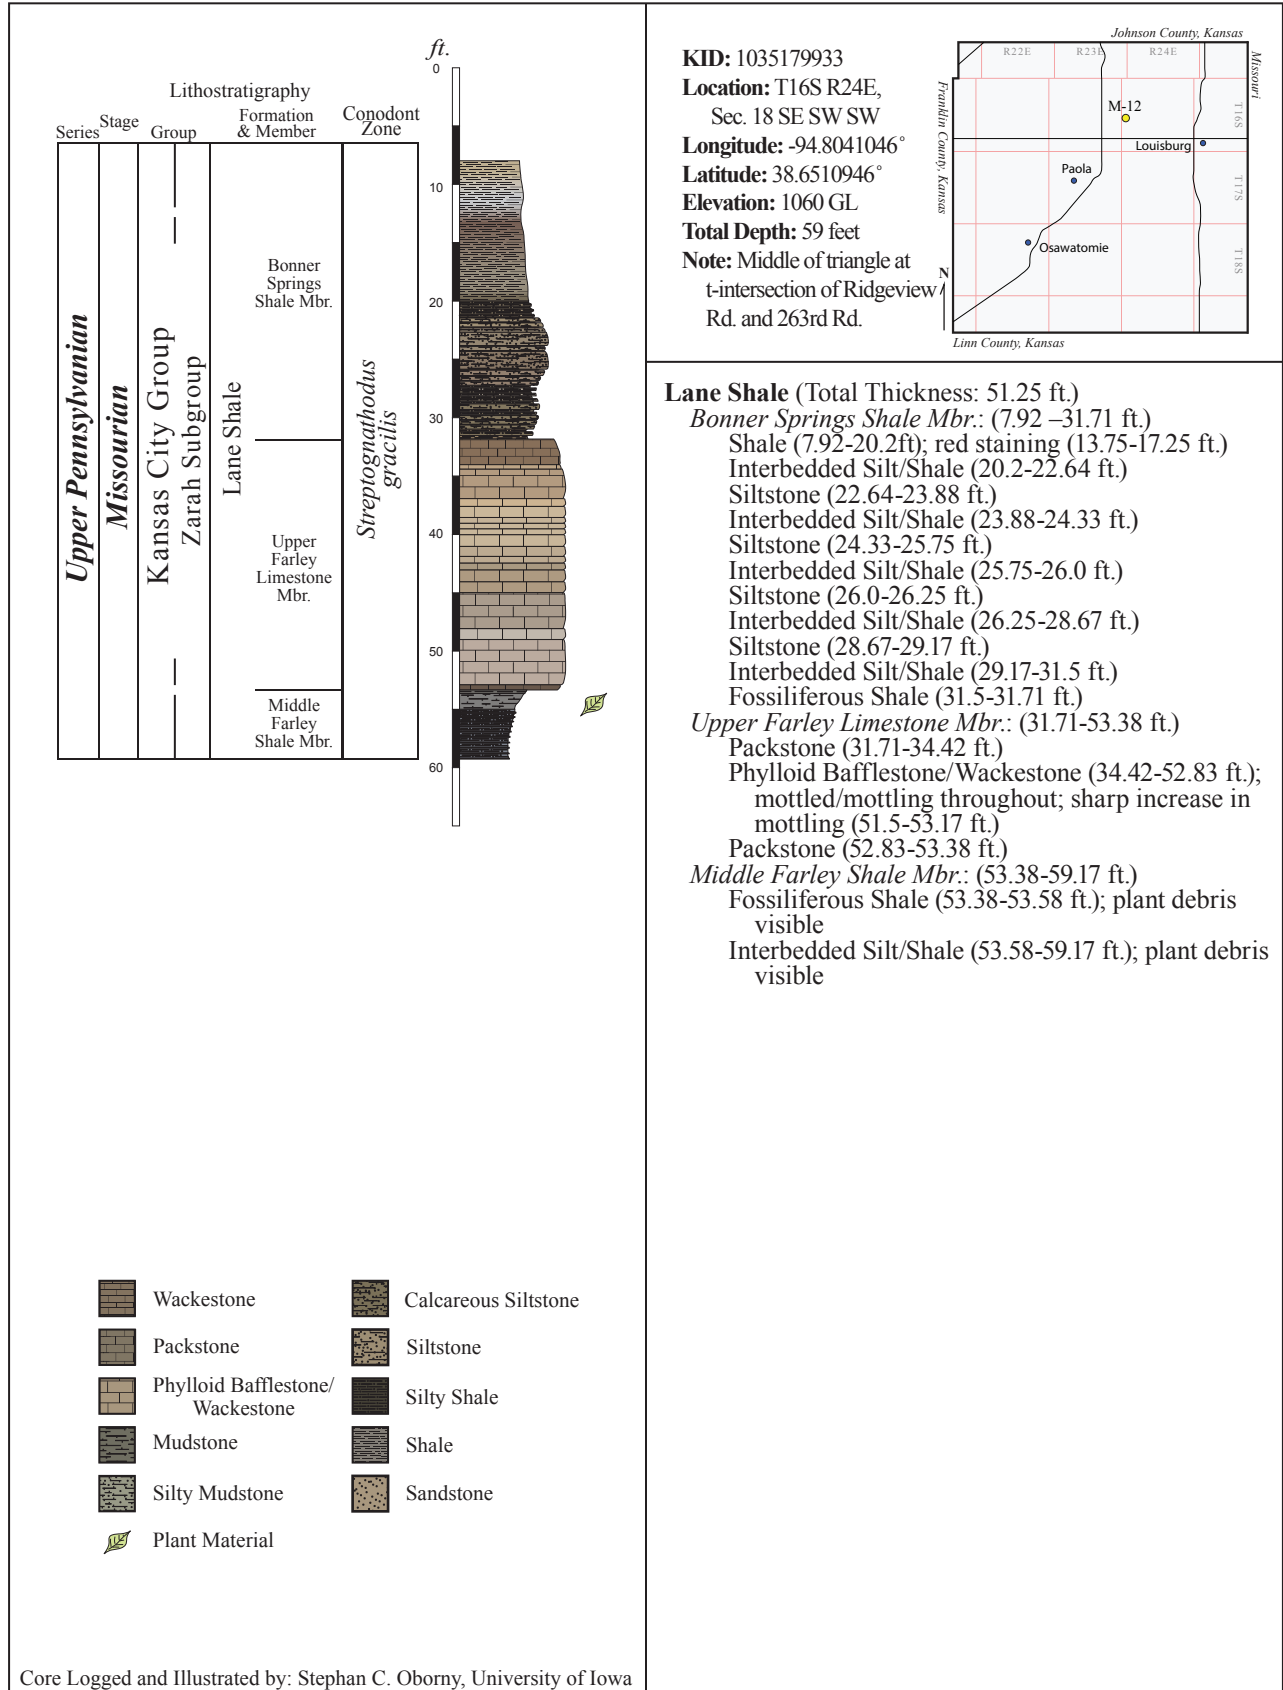 ft.
0
10
20
30
40
50
60
Lithostratigraphy
Series
Stage
Group
Formation
& Member
Conodont
Zone
Upper Pennsylvanian
Missourian
Kansas City Group
Zarah Subgroup
Lane Shale
Bonner
Springs
Shale Mbr.
Upper
Farley
Limestone
Mbr.
Middle
Farley
Shale Mbr.
Streptognathodus
gracilis
Wackestone
Packstone
Phylloid Bafflestone/
Wackestone
Mudstone
Silty Mudstone
Plant Material
Calcareous Siltstone
Siltstone
Silty Shale
Shale
Sandstone
Core Logged and Illustrated by: Stephan C. Oborny, University of Iowa
KID: 1035179933
Location: T16S R24E,
Sec. 18 SE SW SW
Longitude: -94.8041046°
Latitude: 38.6510946°
Elevation: 1060 GL
Total Depth: 59 feet
Note: Middle of triangle at
t-intersection of Ridgeview
Rd. and 263rd Rd.
N
Johnson County, Kansas
R22E
R23E
R24E
Missouri
Franklin County, Kansas
T16S
T17S
T18S
M-12
Louisburg
Paola
Osawatomie
Linn County, Kansas
Lane Shale (Total Thickness: 51.25 ft.)
Bonner Springs Shale Mbr.: (7.92 –31.71 ft.)
Shale (7.92-20.2ft); red staining (13.75-17.25 ft.)
Interbedded Silt/Shale (20.2-22.64 ft.)
Siltstone (22.64-23.88 ft.)
Interbedded Silt/Shale (23.88-24.33 ft.)
Siltstone (24.33-25.75 ft.)
Interbedded Silt/Shale (25.75-26.0 ft.)
Siltstone (26.0-26.25 ft.)
Interbedded Silt/Shale (26.25-28.67 ft.)
Siltstone (28.67-29.17 ft.)
Interbedded Silt/Shale (29.17-31.5 ft.)
Fossiliferous Shale (31.5-31.71 ft.)
Upper Farley Limestone Mbr.: (31.71-53.38 ft.)
Packstone (31.71-34.42 ft.)
Phylloid Bafflestone/Wackestone (34.42-52.83 ft.);
mottled/mottling throughout; sharp increase in
mottling (51.5-53.17 ft.)
Packstone (52.83-53.38 ft.)
Middle Farley Shale Mbr.: (53.38-59.17 ft.)
Fossiliferous Shale (53.38-53.58 ft.); plant debris
visible
Interbedded Silt/Shale (53.58-59.17 ft.); plant debris
visible